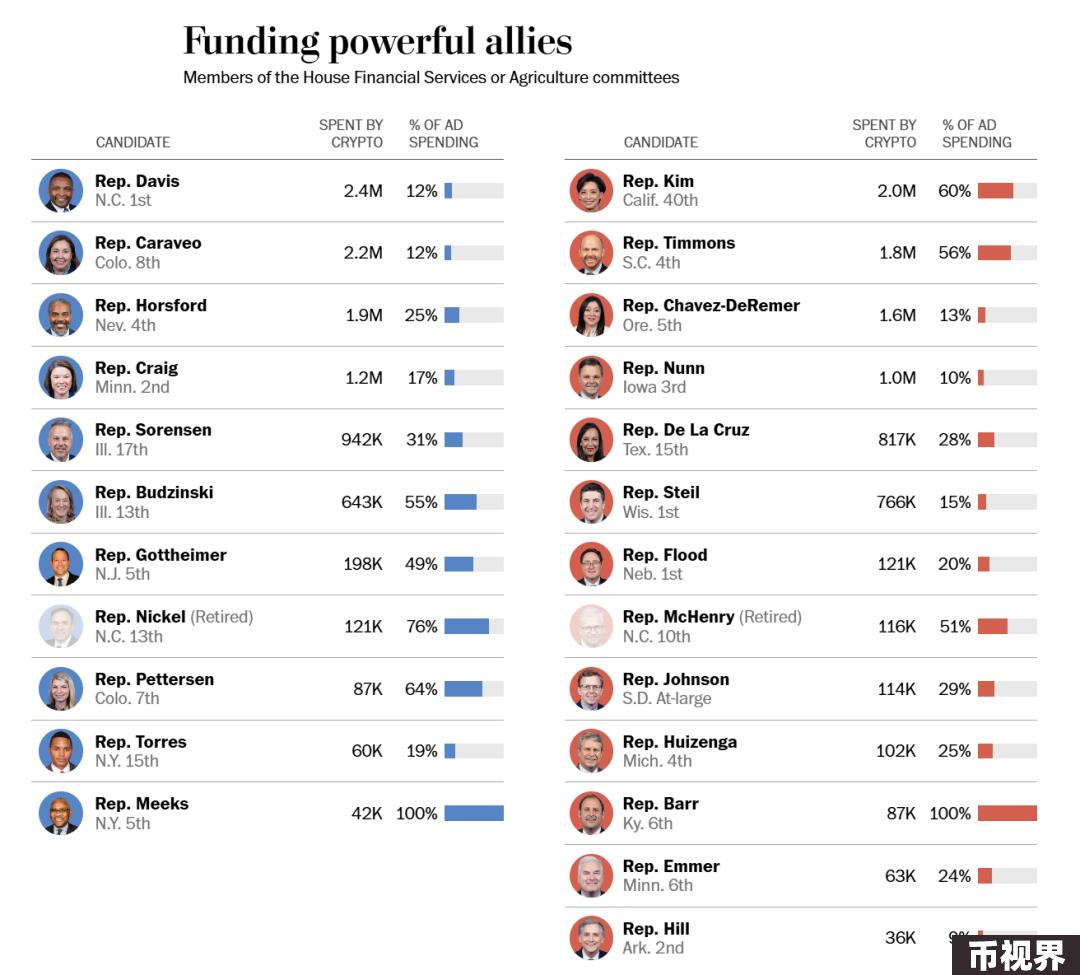 Funding powerful allies
Members of the House Financial Services or Agriculture committees
CANDIDATE SPENT BY CRYPTO % OF AD SPENDING
Rep. Davis 2.4M 12%
N.C. 1st
Rep. Caraveo 2.2M 12%
Colo. 8th
Rep. Horsford 1.9M 25%
Nev. 4th
Rep. Craig 1.2M 17%
Minn. 2nd
Rep. Sorensen 942K 31%
Ill. 17th
Rep. Budzinski 643K 55%
Ill. 13th
Rep. Gottheimer 198K 49%
N.J. 5th
Rep. Nickel (Retired) 121K 76%
N.C. 13th
Rep. Pettersen 87K 64%
Colo. 7th
Rep. Torres 60K 19%
N.Y. 15th
Rep. Meeks 42K 100%
N.Y. 5th
CANDIDATE SPENT BY CRYPTO % OF AD SPENDING
Rep. Kim 2.0M 60%
Calif. 40th
Rep. Timmons 1.8M 56%
S.C. 4th
Rep. Chavez-DeRemer 1.6M 13%
Ore. 5th
Rep. Nunn 1.0M 10%
Iowa 3rd
Rep. De La Cruz 817K 28%
Tex. 15th
Rep. Steil 766K 15%
Wis. 1st
Rep. Flood 121K 20%
Neb. 1st
Rep. McHenry (Retired) 116K 51%
N.C. 10th
Rep. Johnson 114K 29%
S.D. At-large
Rep. Huizenga 102K 25%
Mich. 4th
Rep. Barr 87K 100%
Ky. 6th
Rep. Emmer 63K 24%
Minn. 6th
Rep. Hill 36K 9%
Ark. 2nd
币视界